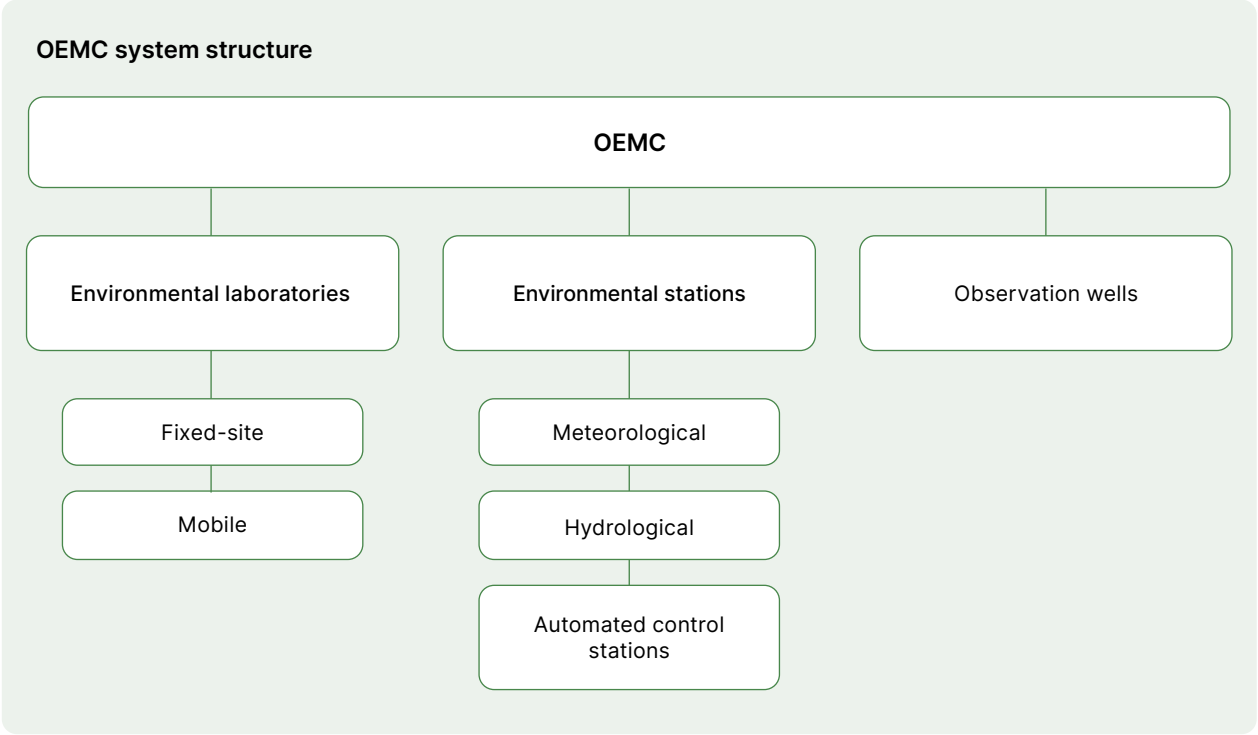 OEMC system structure
OEMC
Environmental laboratories
Environmental stations
Observation wells
Fixed-site
Mobile
Meteorological
Hydrological
Automated control
stations